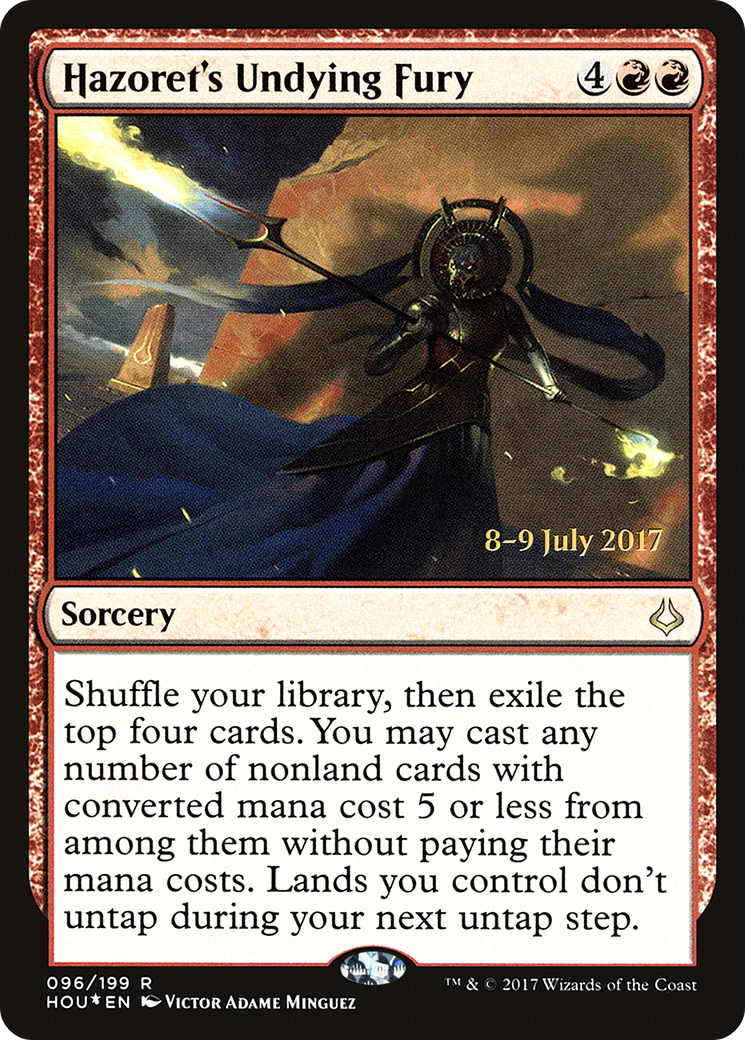 Hazoret's Undying Fury 4
8–9 July 2017
Sorcery
Shuffle your library, then exile the
top four cards. You may cast any
number of nonland cards with
converted mana cost 5 or less from
among them without paying their
mana costs. Lands you control don't
untap during your next untap step.
096/199 R
HOU★EN Victor Adame Minguez
™ & © 2017 Wizards of the Coast